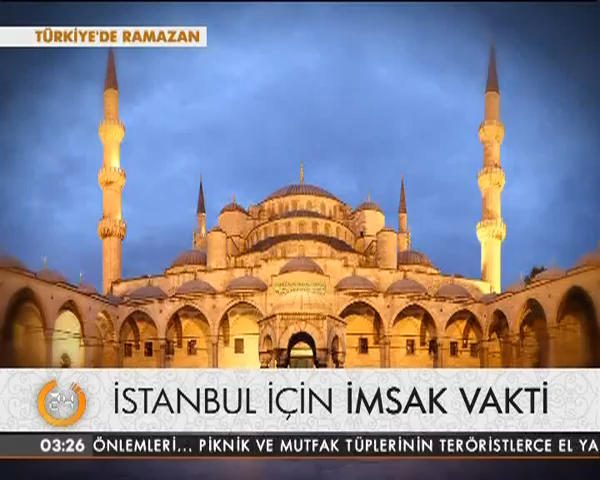 TÜRKİYE'DE RAMAZAN
24
İSTANBUL İÇİN İMSAK VAKTİ
03:26 ÖNLEMLERİ... PİKNİK VE MUTFAK TÜPLERİNİN TERÖRİSTLERCE EL YA